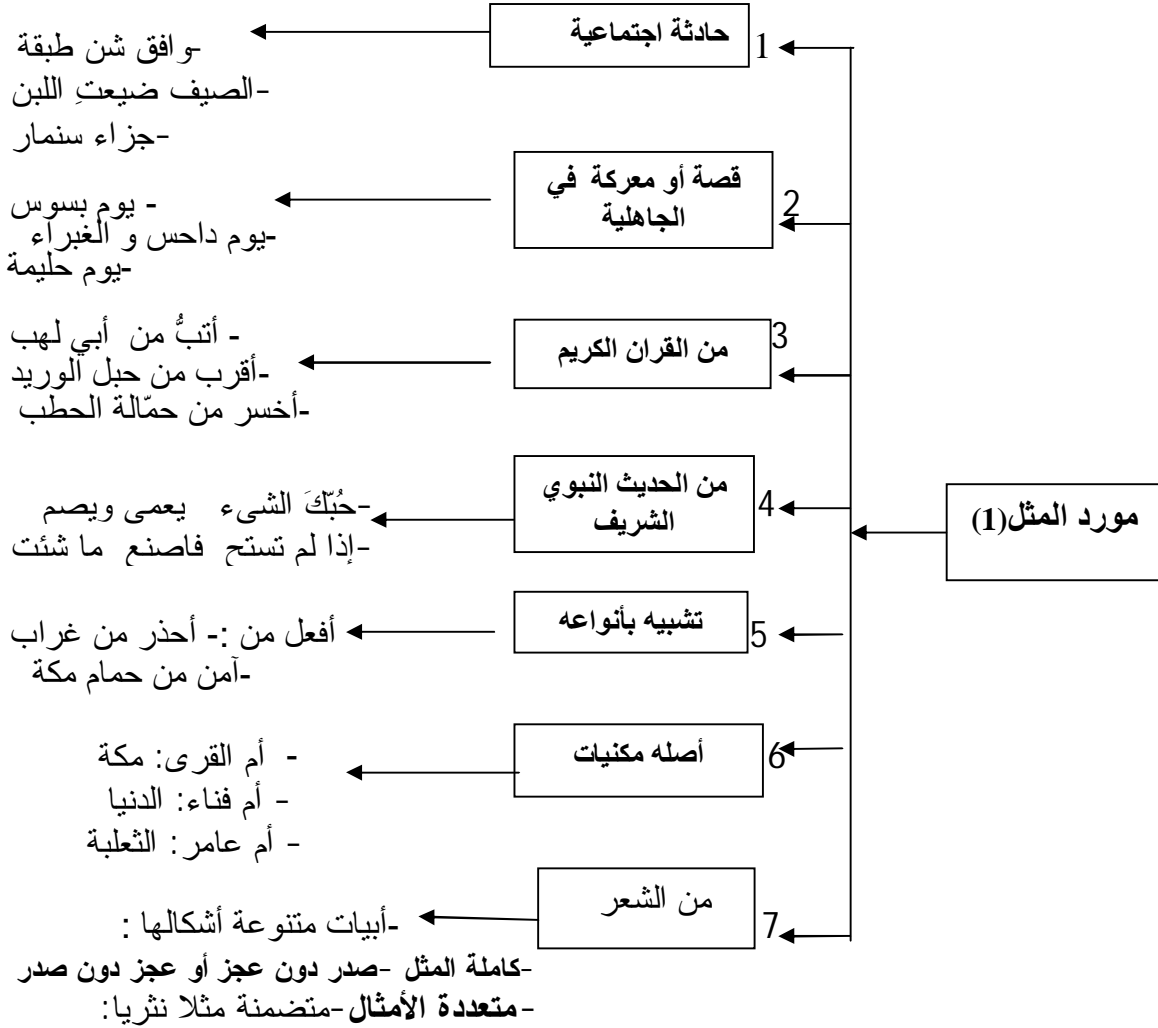 مورد المثل(1)
1
حادثة اجتماعية
-وافق شن طبقة
-الصيف ضيعتِ اللبن
-جزاء سنمار
2
قصة أو معركة في
الجاهلية
- يوم بسوس
-يوم داحس و الغبراء
-يوم حليمة
3
من القران الكريم
- أتبُّ من أبي لهب
-أقرب من حبل الوريد
-أخسر من حمّالة الحطب
4
من الحديث النبوي
الشريف
-حُبّكَ الشىء يعمى ويصم
-إذا لم تستح فاصنع ما شئت
5
تشبيه بأنواعه
أفعل من :- أحذر من غراب
-آمن من حمام مكة
6
أصله مكنيات
- أم القرى: مكة
- أم فناء: الدنيا
- أم عامر: الثعلبة
7
من الشعر
-أبيات متنوعة أشكالها :
-كاملة المثل -صدر دون عجز أو عجز دون صدر
-متعددة الأمثال-متضمنة مثلا نثريا: